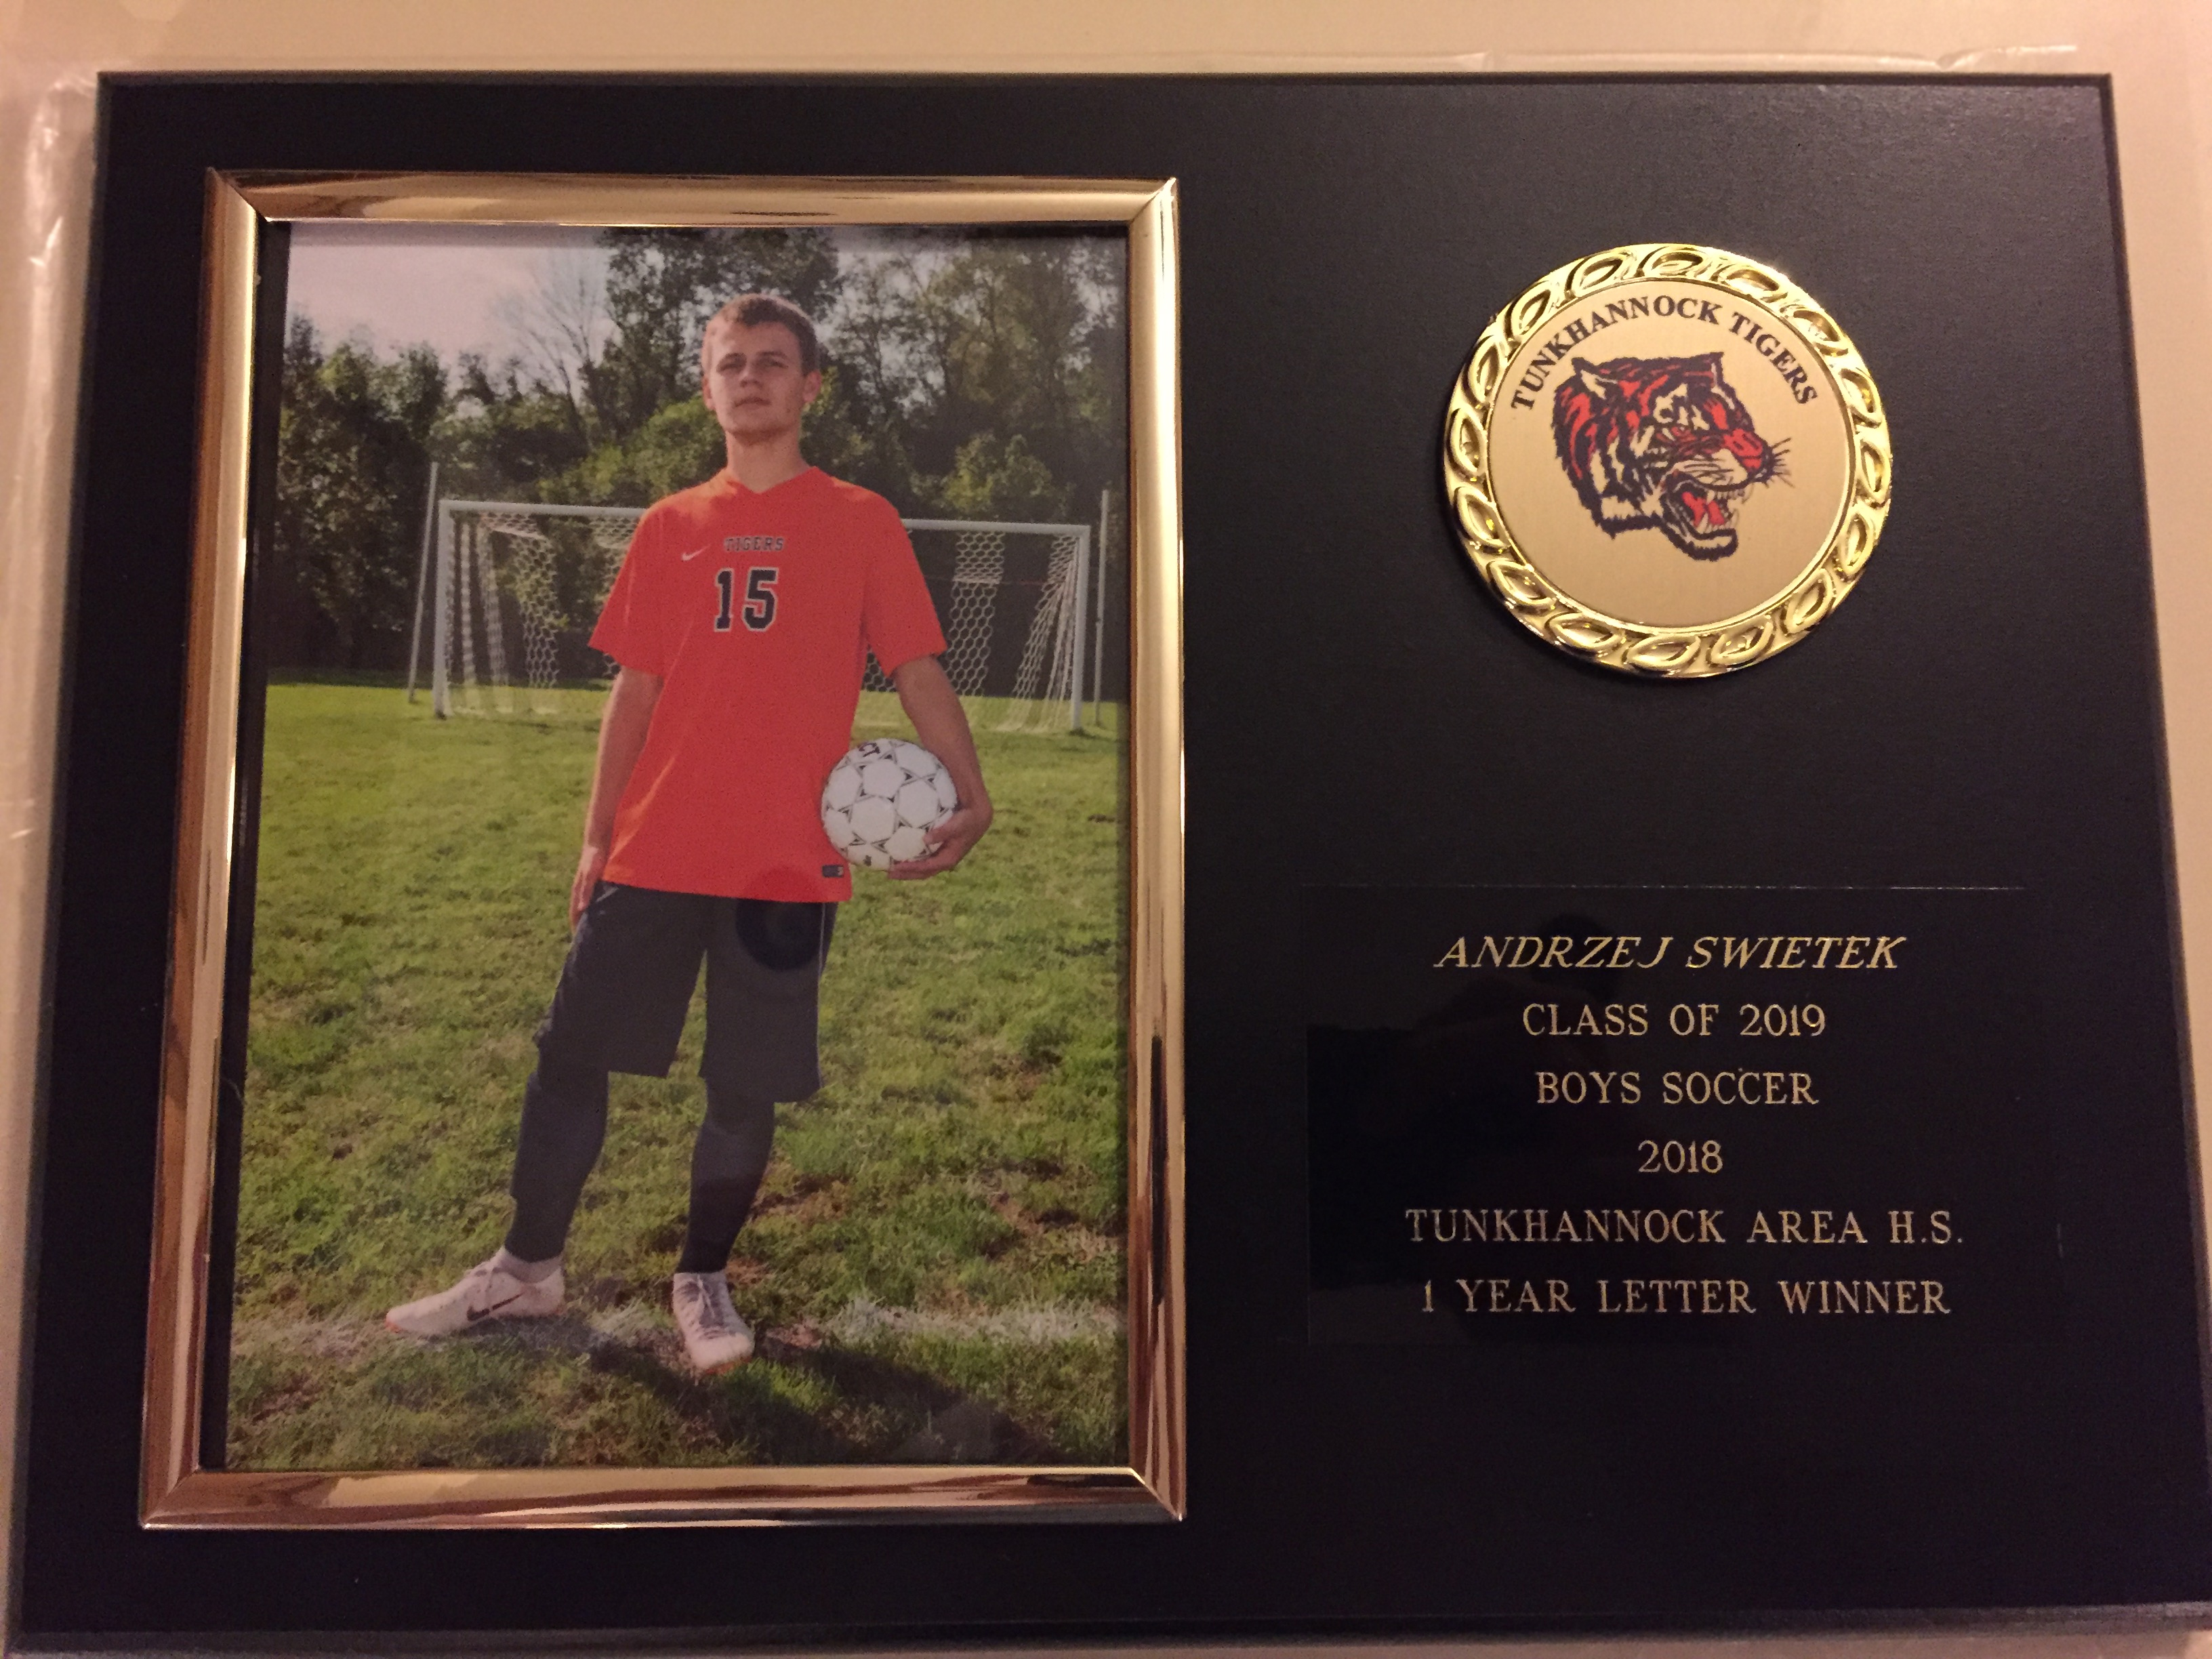 TIGERS
15
TUNKHANNOCK TIGERS
ANDRZEJ SWIETEK
CLASS OF 2019
BOYS SOCCER
2018
TUNKHANNOCK AREA H.S.
1 YEAR LETTER WINNER